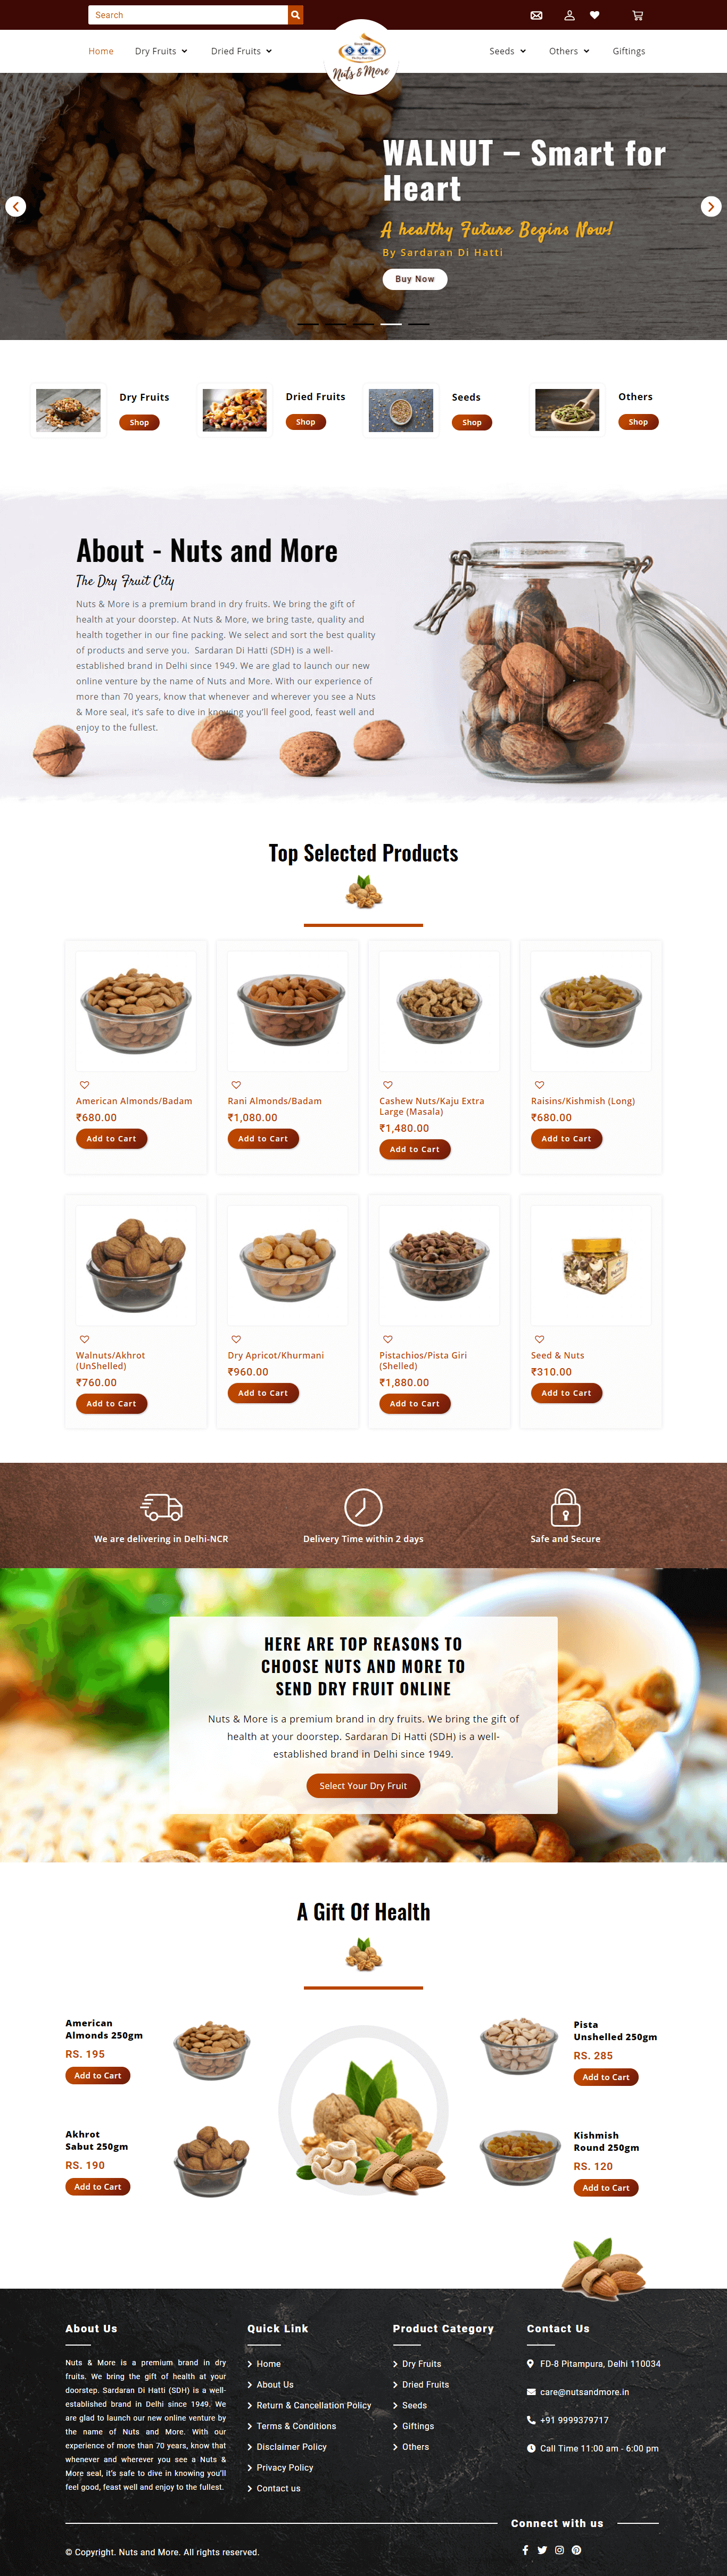 Search
Home
Dry Fruits
Dried Fruits
SDH
Nuts & More
Seeds
Others
Giftings
WALNUT – Smart for
Heart
A healthy Future Begins Now!
By Sardaran Di Hatti
Buy Now
Dry Fruits
Shop
Dried Fruits
Shop
Seeds
Shop
Others
Shop
About - Nuts and More
The Dry Fruit City
Nuts & More is a premium brand in dry fruits. We bring the gift of
health at your doorstep. At Nuts & More, we bring taste, quality and
health together in our fine packing. We select and sort the best quality
of products and serve you. Sardaran Di Hatti (SDH) is a well-
established brand in Delhi since 1949. We are glad to launch our new
online venture by the name of Nuts and More. With our experience of
more than 70 years, know that whenever and wherever you see a Nuts
& More seal, it's safe to dive in knowing you'll feel good, feast well and
enjoy to the fullest.
Top Selected Products
American Almonds/Badam
₹680.00
Add to Cart
Rani Almonds/Badam
₹1,080.00
Add to Cart
Cashew Nuts/Kaju Extra
Large (Masala)
₹1,480.00
Add to Cart
Raisins/Kishmish (Long)
₹680.00
Add to Cart
Walnuts/Akhrot
(UnShelled)
₹760.00
Add to Cart
Dry Apricot/Khurmani
₹960.00
Add to Cart
Pistachios/Pista Giri
(Shelled)
₹1,880.00
Add to Cart
Seed & Nuts
₹310.00
Add to Cart
We are delivering in Delhi-NCR
Delivery Time within 2 days
Safe and Secure
HERE ARE TOP REASONS TO
CHOOSE NUTS AND MORE TO
SEND DRY FRUIT ONLINE
Nuts & More is a premium brand in dry fruits. We bring the gift of
health at your doorstep. Sardaran Di Hatti (SDH) is a well-
established brand in Delhi since 1949.
Select Your Dry Fruit
A Gift Of Health
American
Almonds 250gm
RS. 195
Add to Cart
Akhrot
Sabut 250gm
RS. 190
Add to Cart
Pista
Unshelled 250gm
RS. 285
Add to Cart
Kishmish
Round 250gm
RS. 120
Add to Cart
About Us
Nuts & More is a premium brand in dry
fruits. We bring the gift of health at your
doorstep. Sardaran Di Hatti (SDH) is a well-
established brand in Delhi since 1949. We
are glad to launch our new online venture by
the name of Nuts and More. With our
experience of more than 70 years, know that
whenever and wherever you see a Nuts &
More seal, it's safe to dive in knowing you'll
feel good, feast well and enjoy to the fullest.
Quick Link
Home
About Us
Return & Cancellation Policy
Terms & Conditions
Disclaimer Policy
Privacy Policy
Contact us
Product Category
Dry Fruits
Dried Fruits
Seeds
Giftings
Others
Contact Us
FD-8 Pitampura, Delhi 110034
care@nutsandmore.in
+91 9999379717
Call Time 11:00 am - 6:00 pm
Connect with us
© Copyright. Nuts and More. All rights reserved.